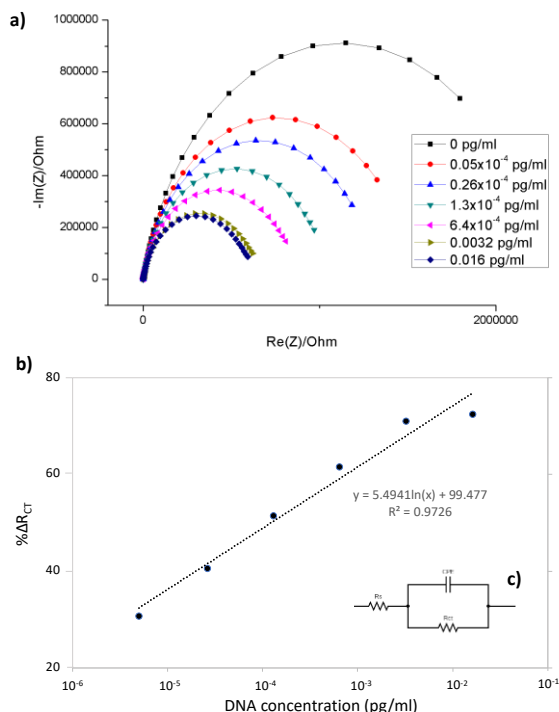 a)
1000000
800000
600000
400000
200000
0
-Im(Z)/Ohm
0 pg/ml
0.05x10⁻⁴ pg/ml
0.26x10⁻⁴ pg/ml
1.3x10⁻⁴ pg/ml
6.4x10⁻⁴ pg/ml
0.0032 pg/ml
0.016 pg/ml
0
2000000
Re(Z)/Ohm
b)
80
60
40
20
%ΔR_CT
y = 5.4941ln(x) + 99.477
R² = 0.9726
c)
CPE
Rs
10⁻⁶
10⁻⁵
10⁻⁴
10⁻³
10⁻²
10⁻¹
DNA concentration (pg/ml)